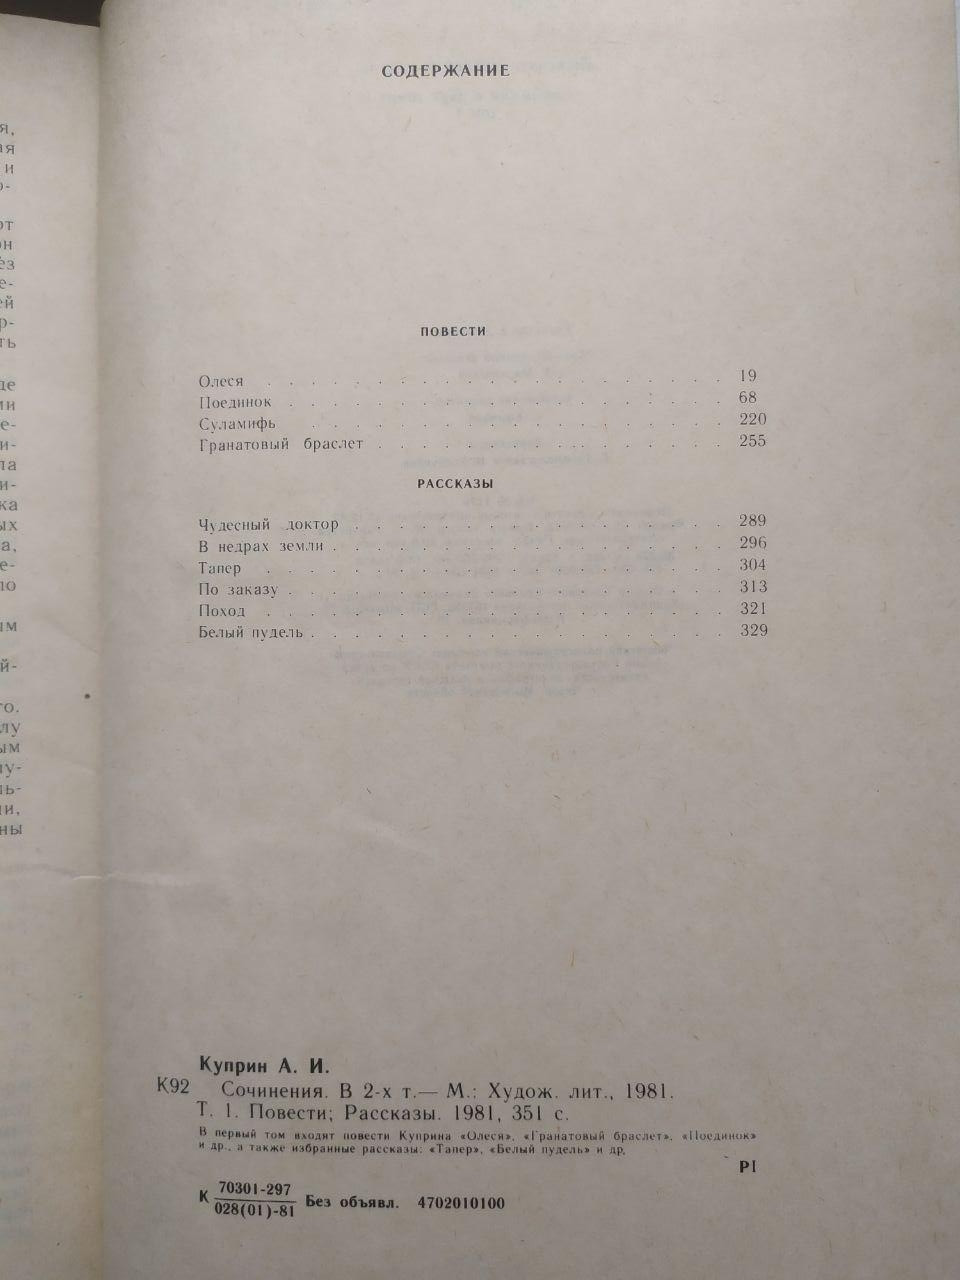 СОДЕРЖАНИЕ
ПОВЕСТИ
Олеся . . . . . . . . . . . . . . . . . . . . . 19
Поединок . . . . . . . . . . . . . . . . . . . . 68
Суламифь . . . . . . . . . . . . . . . . . . . 220
Гранатовый браслет . . . . . . . . . . . . . . . . 255
РАССКАЗЫ
Чудесный доктор . . . . . . . . . . . . . . . . . 289
В недрах земли . . . . . . . . . . . . . . . . . . 296
Тапер . . . . . . . . . . . . . . . . . . . . . 304
По заказу . . . . . . . . . . . . . . . . . . . . 313
Поход . . . . . . . . . . . . . . . . . . . . . 321
Белый пудель . . . . . . . . . . . . . . . . . . . 329
Куприн А. И.
К92 Сочинения. В 2-х т.— М.: Худож. лит., 1981.
Т. 1. Повести; Рассказы. 1981, 351 с.
В первый том входят повести Куприна «Олеся», «Гранатовый браслет», «Поединок»
и др., а также избранные рассказы: «Тапер», «Белый пудель» и др.
Р1
К 70301-297
028(01)-81 Без объявл. 4702010100